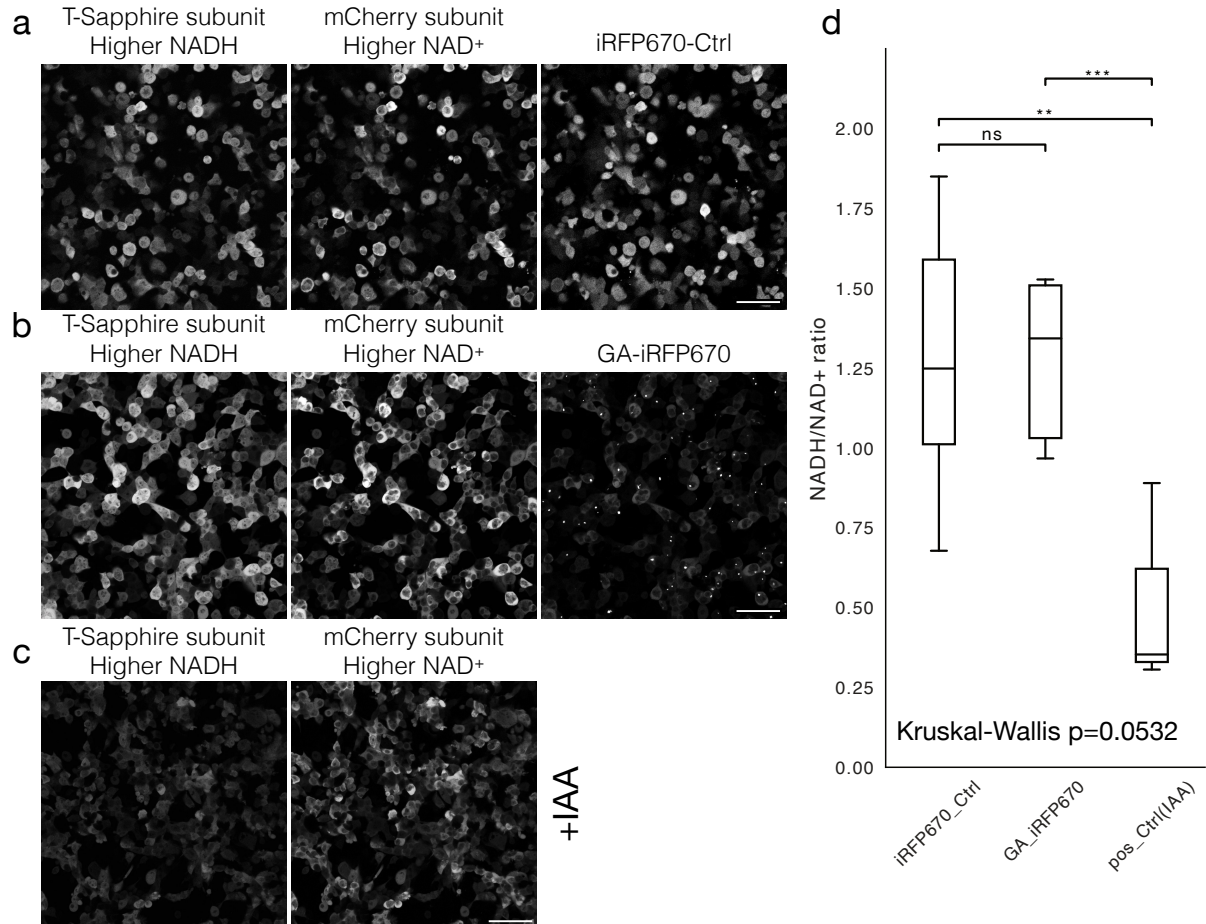 a
T-Sapphire subunit
Higher NADH
mCherry subunit
Higher NAD⁺
iRFP670-Ctrl
b
T-Sapphire subunit
Higher NADH
mCherry subunit
Higher NAD⁺
GA-iRFP670
c
T-Sapphire subunit
Higher NADH
mCherry subunit
Higher NAD⁺
+IAA
d
***
**
ns
NADH/NAD+ ratio
2.00
1.75
1.50
1.25
1.00
0.75
0.50
0.25
0.00
Kruskal-Wallis p=0.0532
iRFP670_Ctrl
GA_iRFP670
pos_Ctrl(IAA)